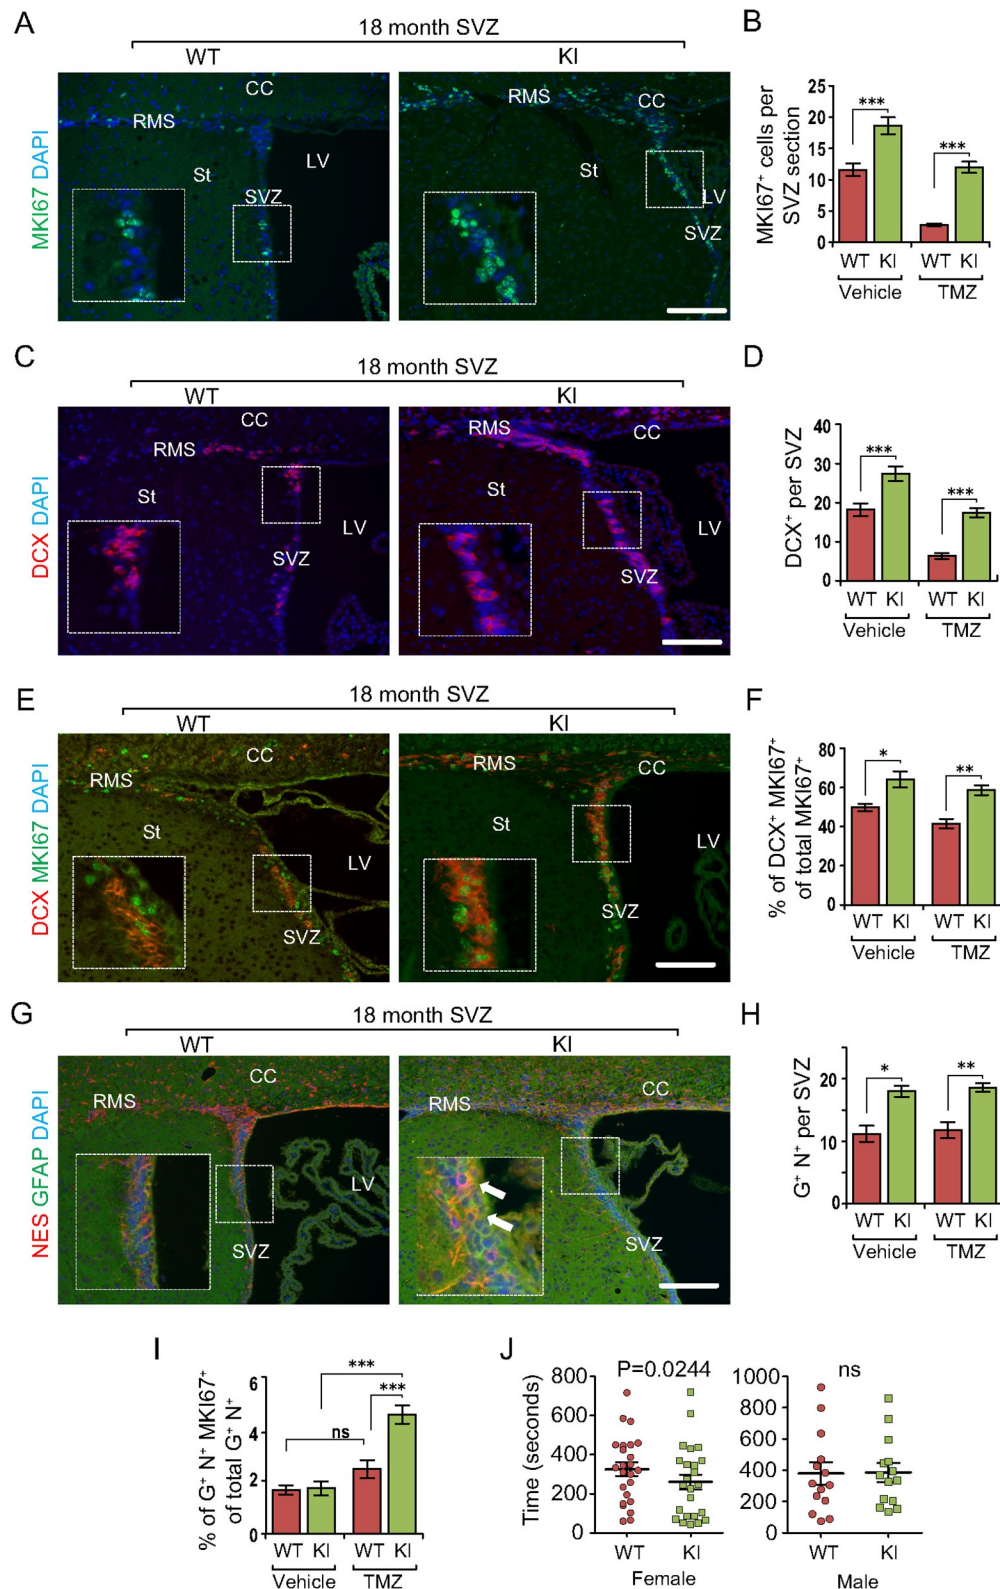 A
18 month SVZ
WT
KI
MKI67 DAPI
CC
RMS
LV
St
SVZ
RMS
CC
St
LV
SVZ
B
MKI67+ cells per
SVZ section
25
20
15
10
5
0
***
***
WT KI WT KI
Vehicle TMZ
C
18 month SVZ
WT
KI
DCX DAPI
CC
RMS
St
LV
SVZ
RMS
CC
St
LV
SVZ
D
DCX+ per SVZ
40
30
20
10
0
***
***
WT KI WT KI
Vehicle TMZ
E
18 month SVZ
WT
KI
DCX MKI67 DAPI
CC
RMS
St
LV
SVZ
RMS
CC
St
LV
SVZ
F
% of DCX+ MKI67+
of total MKI67+
80
60
40
20
0
*
**
WT KI WT KI
Vehicle TMZ
G
18 month SVZ
WT
KI
NES GFAP DAPI
CC
RMS
LV
SVZ
RMS
CC
LV
SVZ
H
G+ N+ per SVZ
20
10
0
*
**
WT KI WT KI
Vehicle TMZ
I
% of G+ N+ MKI67+
of total G+ N+
6
4
2
0
***
***
ns
WT KI WT KI
Vehicle TMZ
J
Time (seconds)
800
600
400
200
0
P=0.0244
WT KI
Female
1000
800
600
400
200
0
ns
WT KI
Male